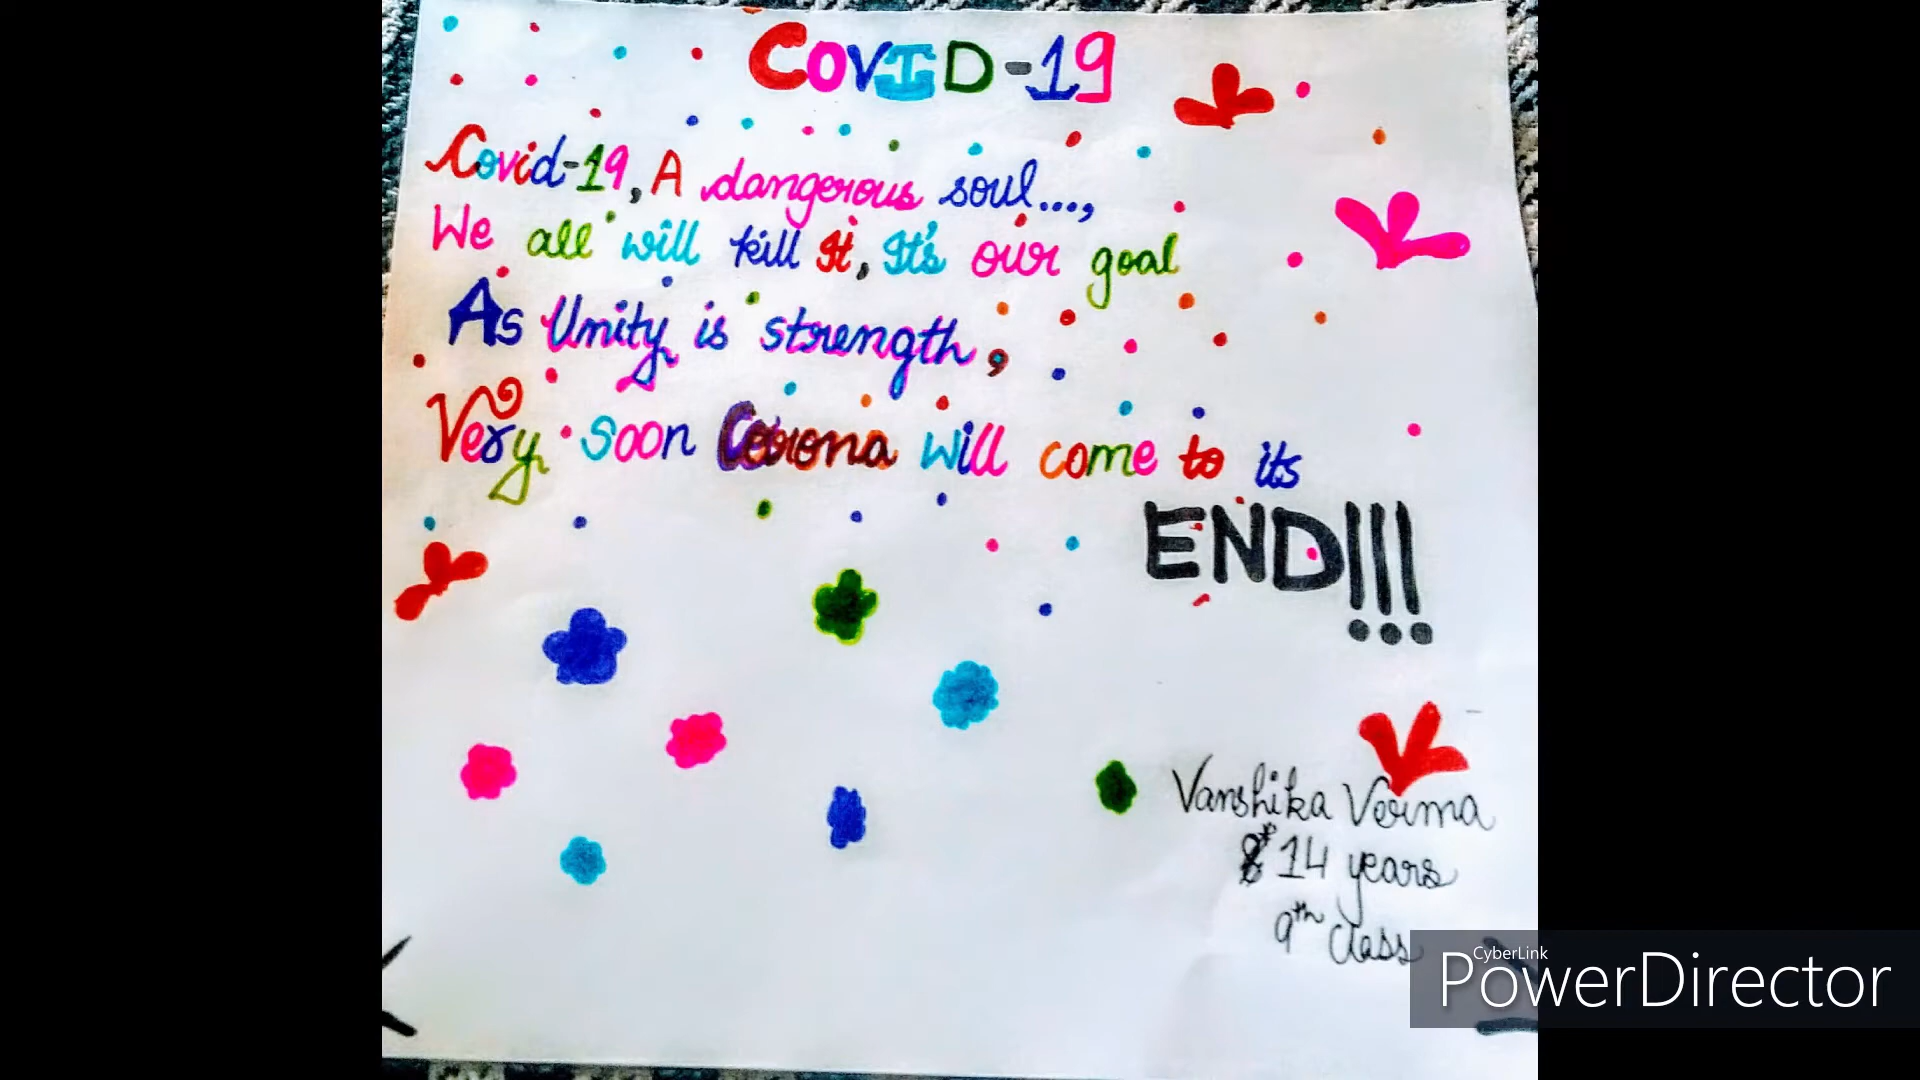 COVID-19
Covid-19, A dangerous soul...,
We all will kill It, It's our goal
As Unity is strength,
Very soon Corona will come to its
END!!!
Vanshika Verma
14 years
9th class
CyberLink
PowerDirector